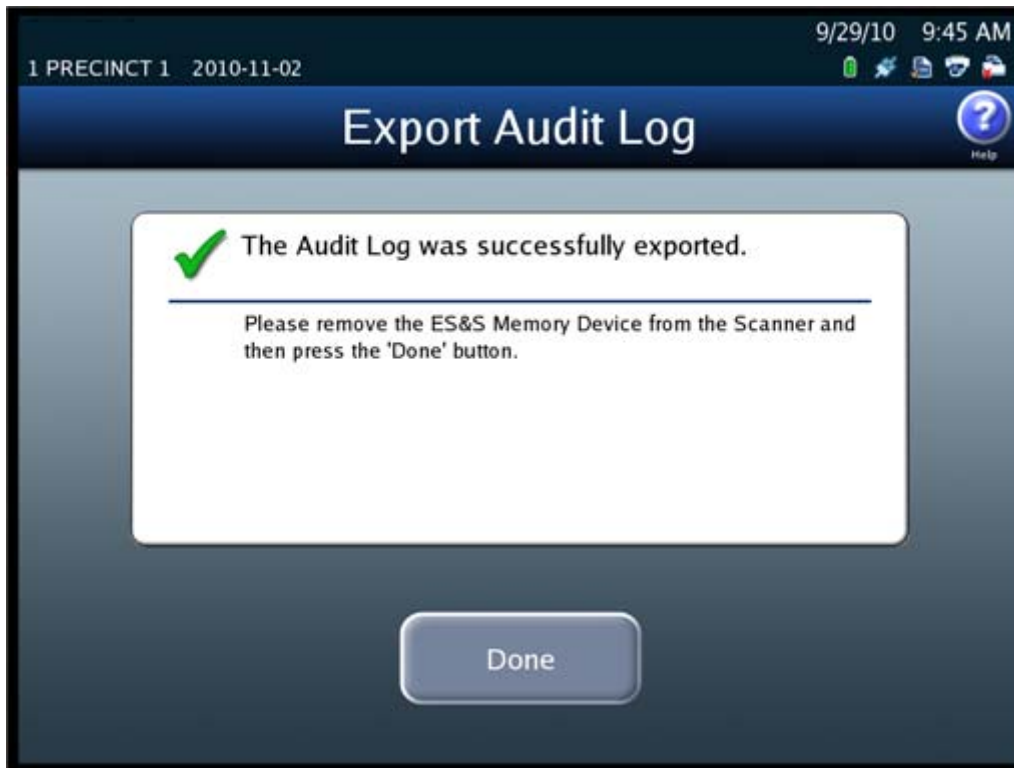 9/29/10 9:45 AM
1 PRECINCT 1 2010-11-02
Export Audit Log
?
Help
The Audit Log was successfully exported.
Please remove the ES&S Memory Device from the Scanner and
then press the 'Done' button.
Done